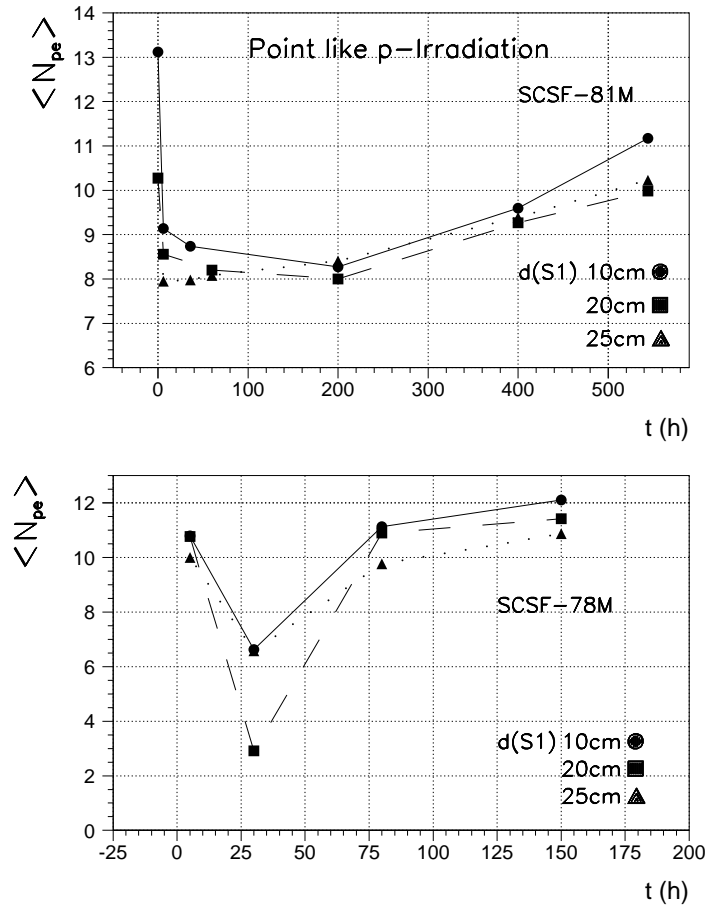 <N_pe>
14
13
12
11
10
9
8
7
6
Point like p-Irradiation
SCSF-81M
d(S1) 10cm
20cm
25cm
0 100 200 300 400 500
t (h)
<N_pe>
12
10
8
6
4
2
0
SCSF-78M
d(S1) 10cm
20cm
25cm
-25 0 25 50 75 100 125 150 175 200
t (h)